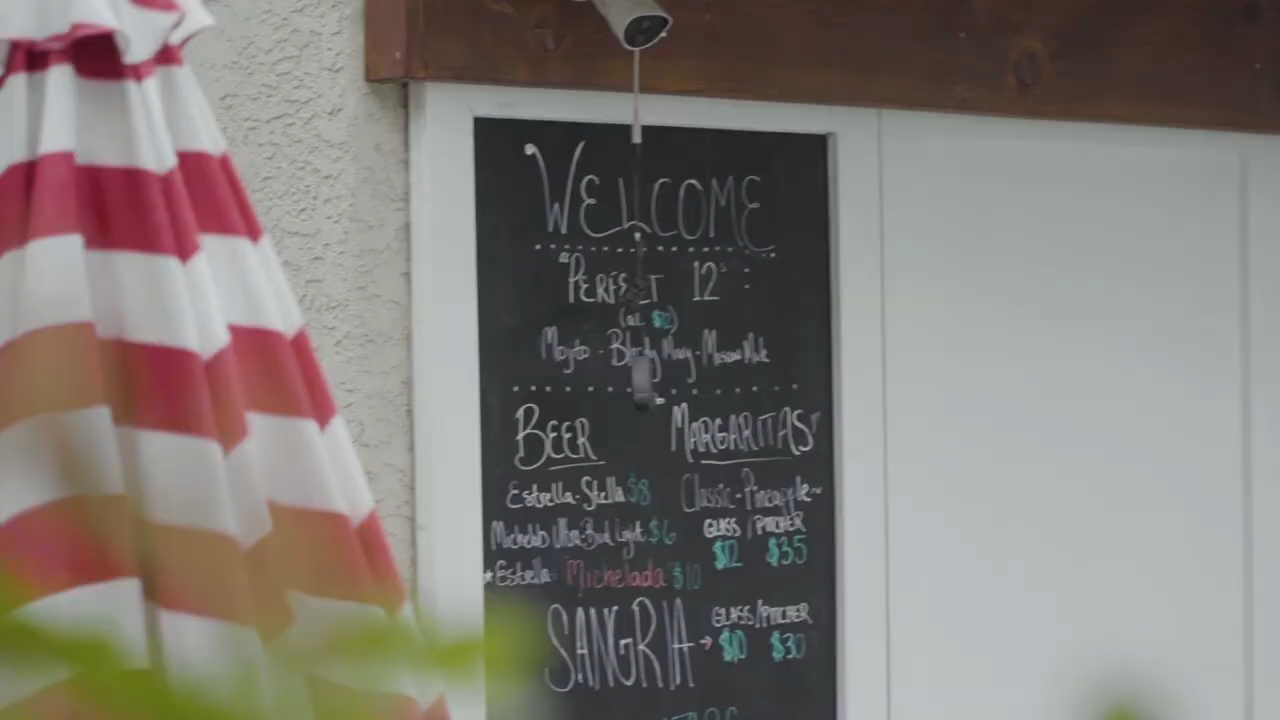 WELCOME
"PERFECT 12" :
(all $12)
Mojito - Bloody Mary - Moscow Mule
BEER
Estrella - Stella $8
Michelob Ultra - Bud Light $6
*Estrella Michelada $10
MARGARITAS
Classic - Pineapple ~
GLASS / PITCHER
$12 $35
SANGRIA →
GLASS / PITCHER
$10 $30